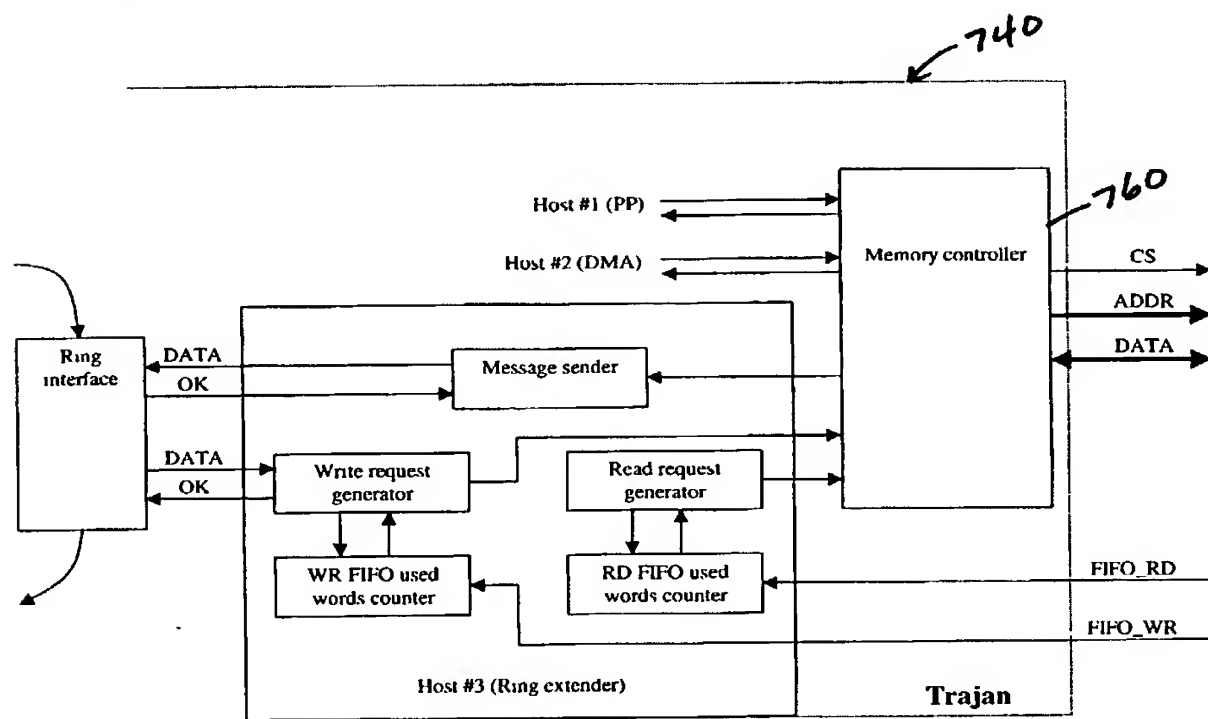 740
760
Host #1 (PP)
Host #2 (DMA)
Memory controller
CS
ADDR
DATA
Ring
interface
DATA
OK
Message sender
DATA
OK
Write request
generator
Read request
generator
WR FIFO used
words counter
RD FIFO used
words counter
FIFO_RD
FIFO_WR
Host #3 (Ring extender)
Trajan